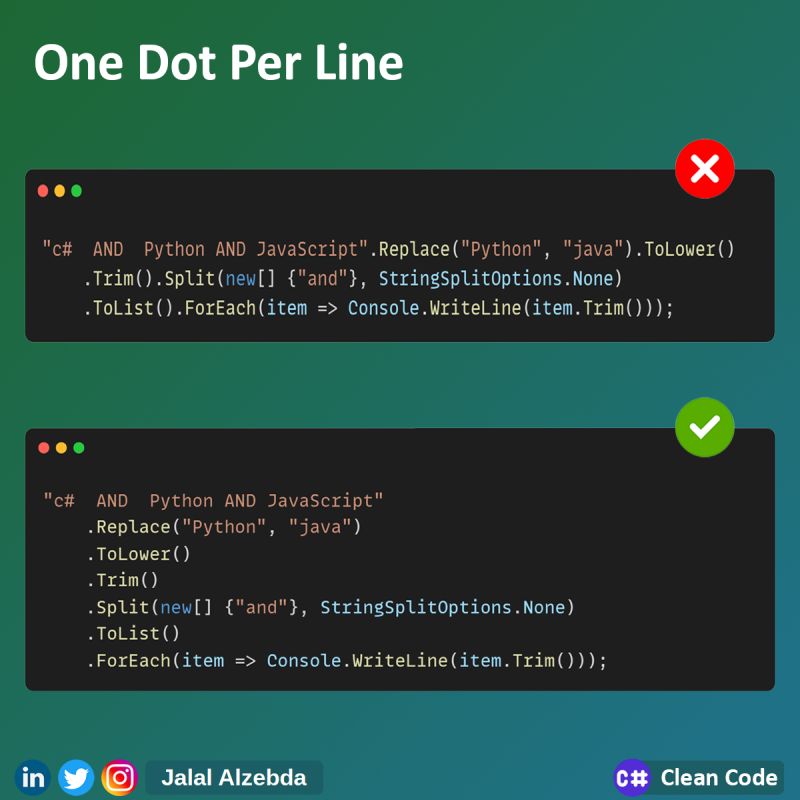 One Dot Per Line
"c#  AND  Python AND JavaScript".Replace("Python", "java").ToLower()
    .Trim().Split(new[] {"and"}, StringSplitOptions.None)
    .ToList().ForEach(item => Console.WriteLine(item.Trim()));
"c#  AND  Python AND JavaScript"
    .Replace("Python", "java")
    .ToLower()
    .Trim()
    .Split(new[] {"and"}, StringSplitOptions.None)
    .ToList()
    .ForEach(item => Console.WriteLine(item.Trim()));
in Jalal Alzebda
C# Clean Code